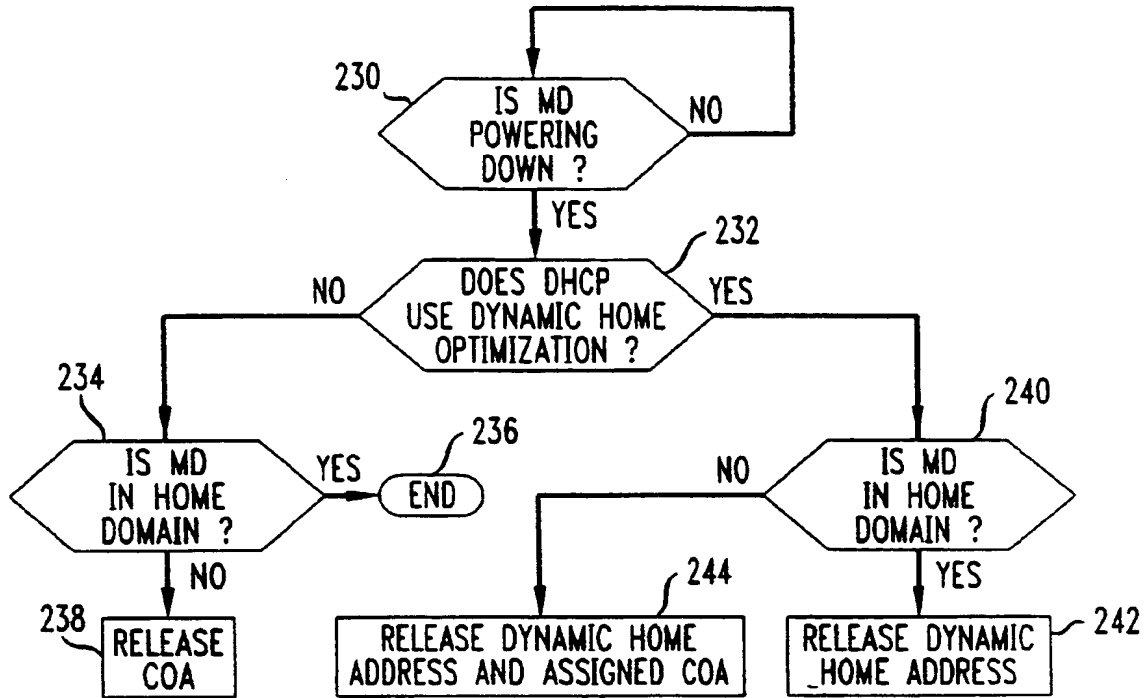 230
IS MD
POWERING
DOWN ?
NO
YES
232
DOES DHCP
USE DYNAMIC HOME
OPTIMIZATION ?
NO
YES
234
IS MD
IN HOME
DOMAIN ?
YES
236
END
NO
238
RELEASE
COA
240
IS MD
IN HOME
DOMAIN ?
NO
YES
244
RELEASE DYNAMIC HOME
ADDRESS AND ASSIGNED COA
242
RELEASE DYNAMIC
HOME ADDRESS